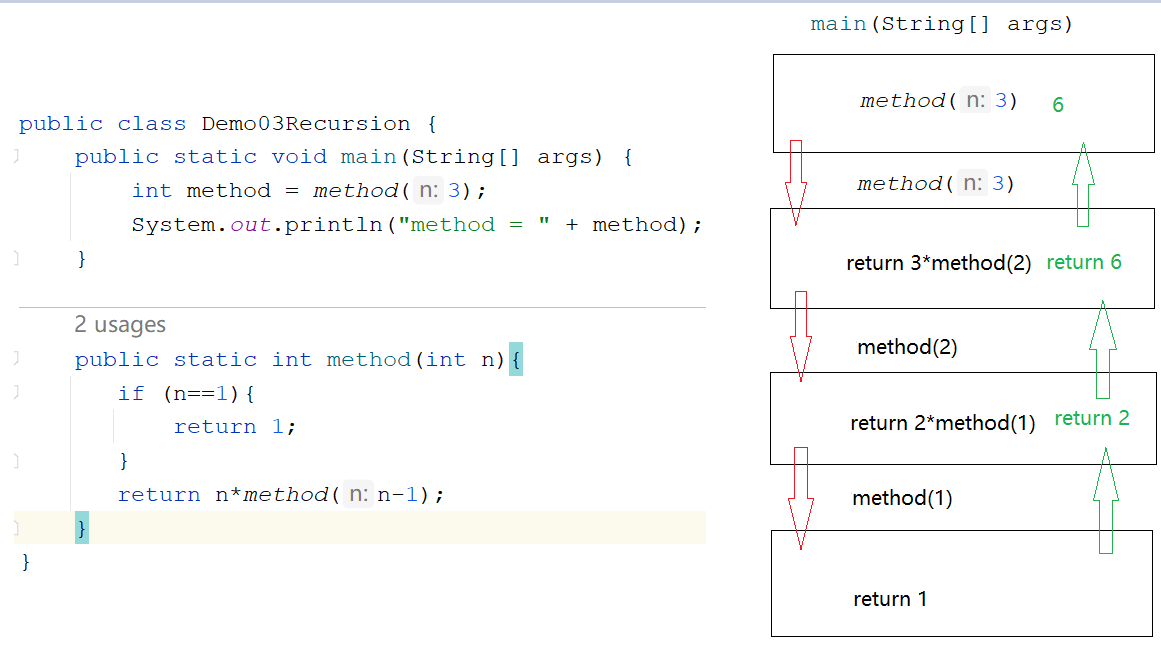 public class Demo03Recursion {
public static void main(String[] args) {
int method = method( n: 3);
System.out.println("method = " + method);
}
2 usages
public static int method(int n){
if (n==1){
return 1;
}
return n*method( n: n-1);
}
}
main(String[] args)
method( n: 3) 6
method( n: 3)
return 3*method(2) return 6
method(2)
return 2*method(1) return 2
method(1)
return 1